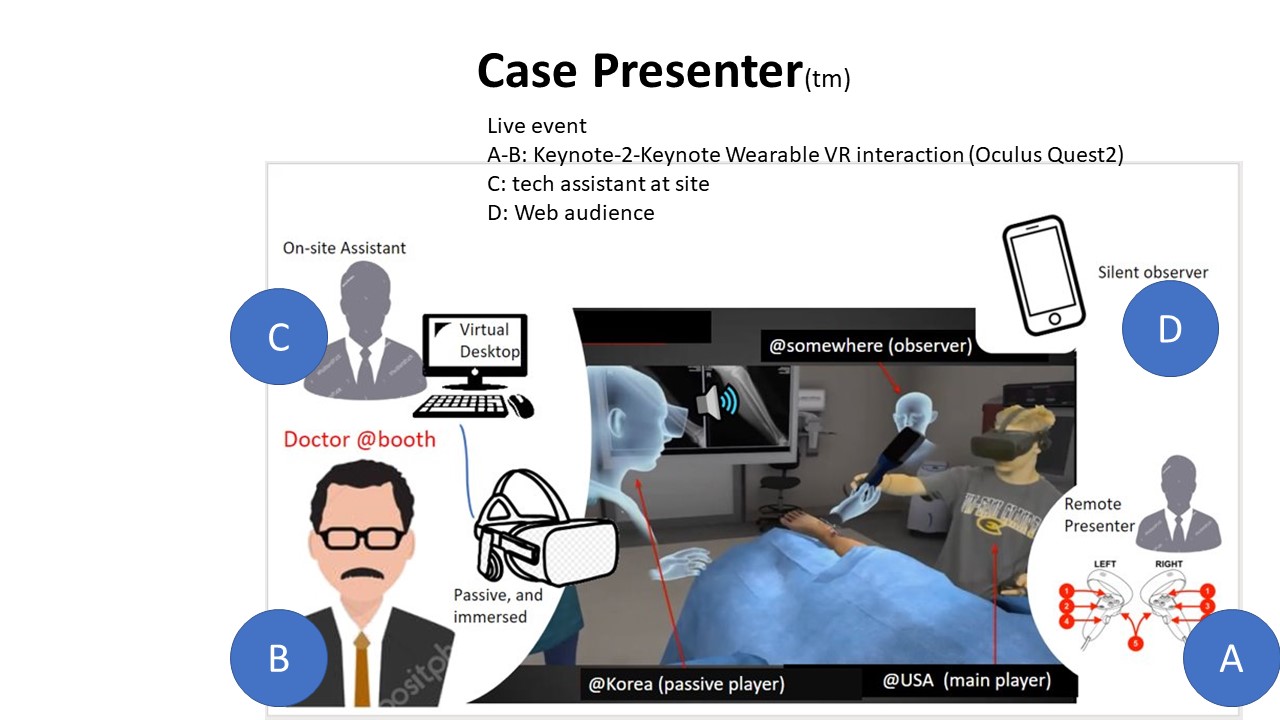 Case Presenter(tm)
Live event
A-B: Keynote-2-Keynote Wearable VR interaction (Oculus Quest2)
C: tech assistant at site
D: Web audience
On-site Assistant
C
Virtual
Desktop
Silent observer
D
@somewhere (observer)
Doctor @booth
Passive, and
immersed
B
Remote
Presenter
LEFT RIGHT
1 1
2 3
4
5
A
@Korea (passive player)
@USA (main player)